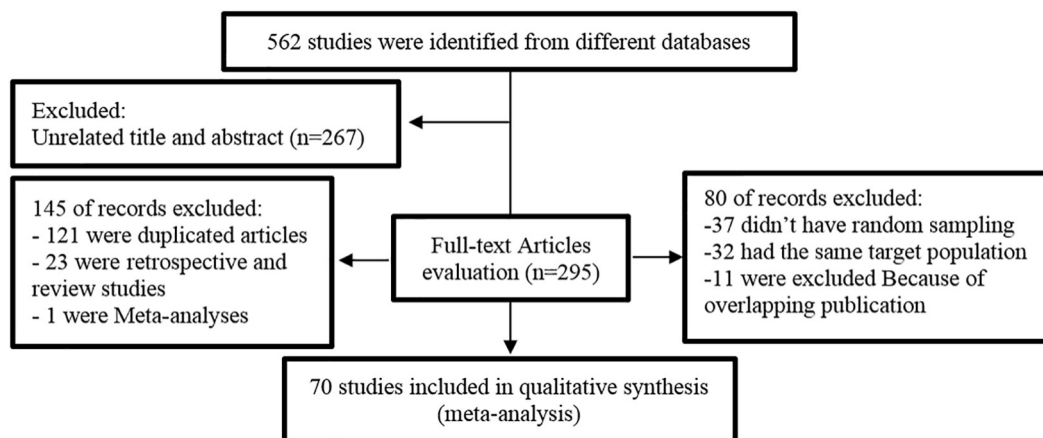 562 studies were identified from different databases
Excluded:
Unrelated title and abstract (n=267)
145 of records excluded:
- 121 were duplicated articles
- 23 were retrospective and
review studies
- 1 were Meta-analyses
Full-text Articles
evaluation (n=295)
80 of records excluded:
-37 didn’t have random sampling
-32 had the same target population
-11 were excluded Because of
overlapping publication
70 studies included in qualitative synthesis
(meta-analysis)